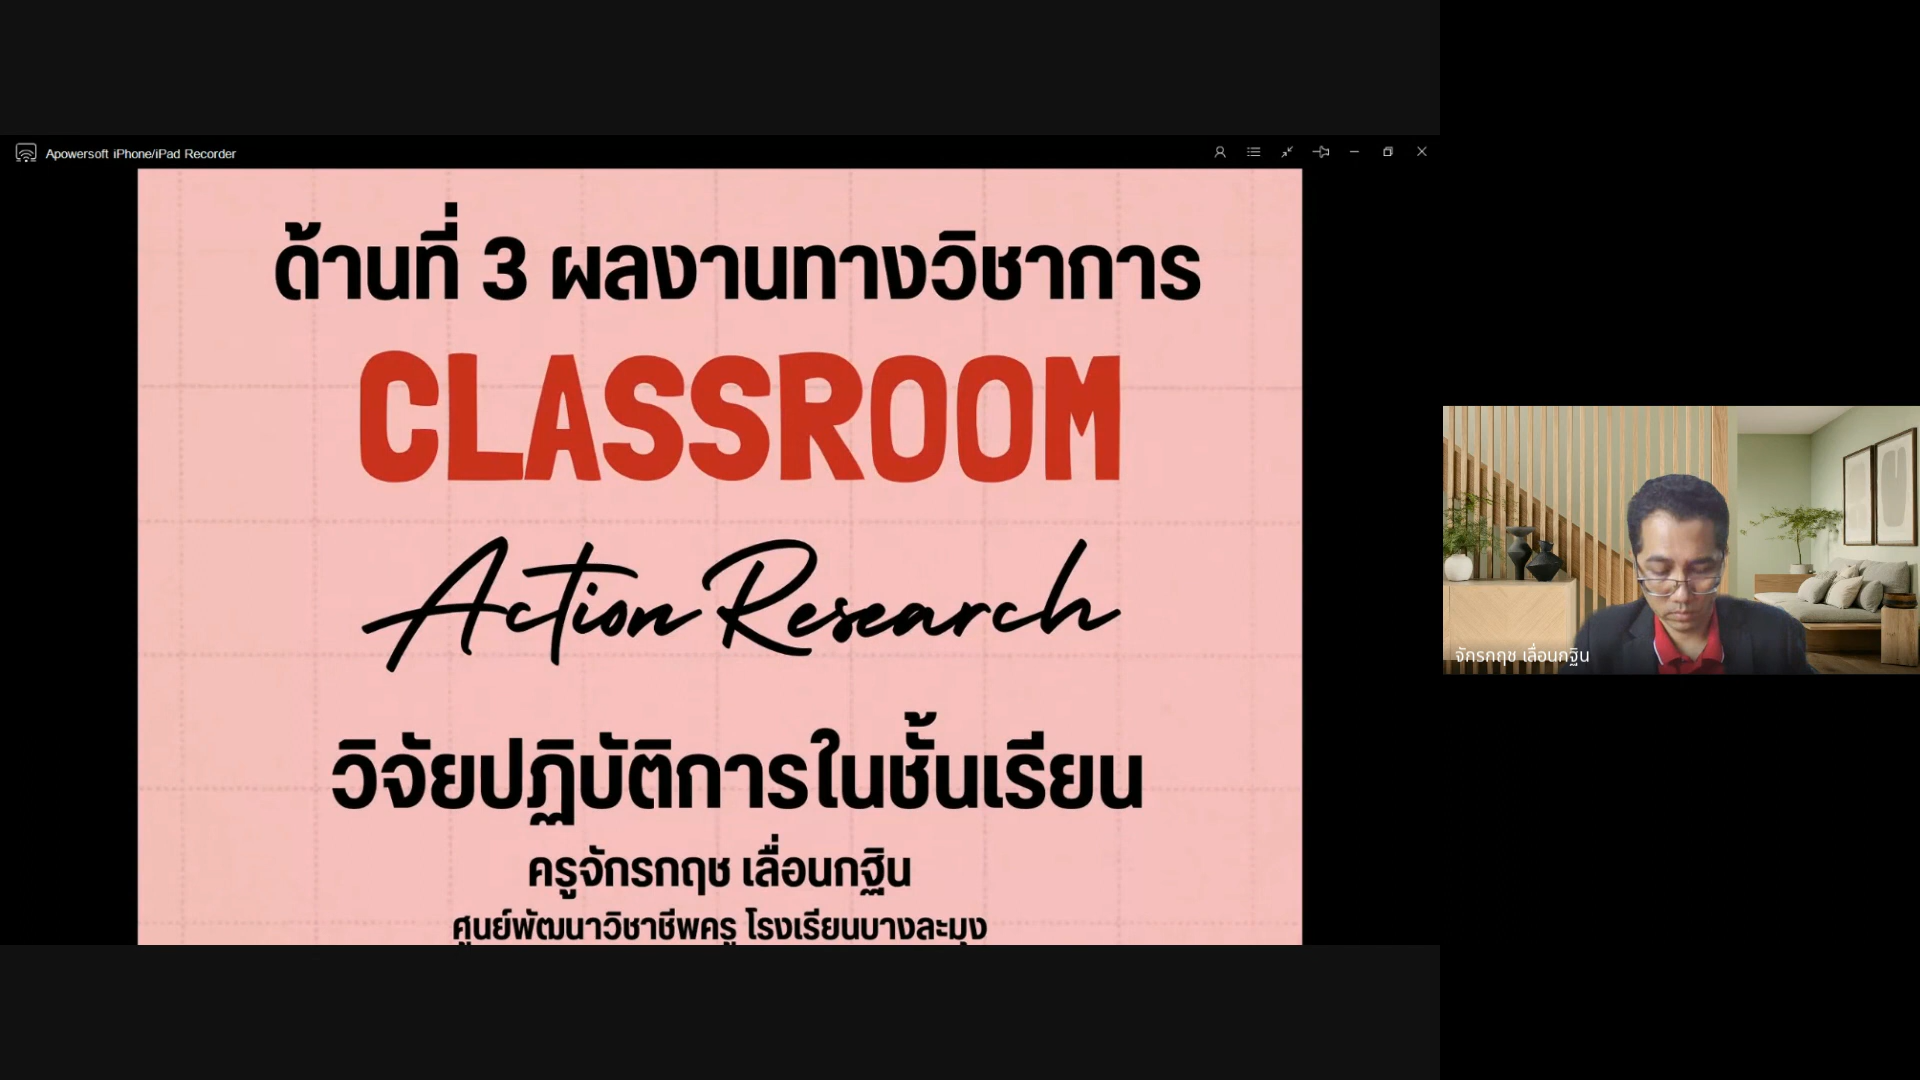 Apowersoft iPhone/iPad Recorder
ด้านที่ 3 ผลงานทางวิชาการ
CLASSROOM
Action Research
วิจัยปฏิบัติการในชั้นเรียน
ครูจักรกฤช เลื่อนกฐิน
ศูนย์พัฒนาวิชาชีพครู โรงเรียนบางละมุง
จักรกฤช เลื่อนกฐิน